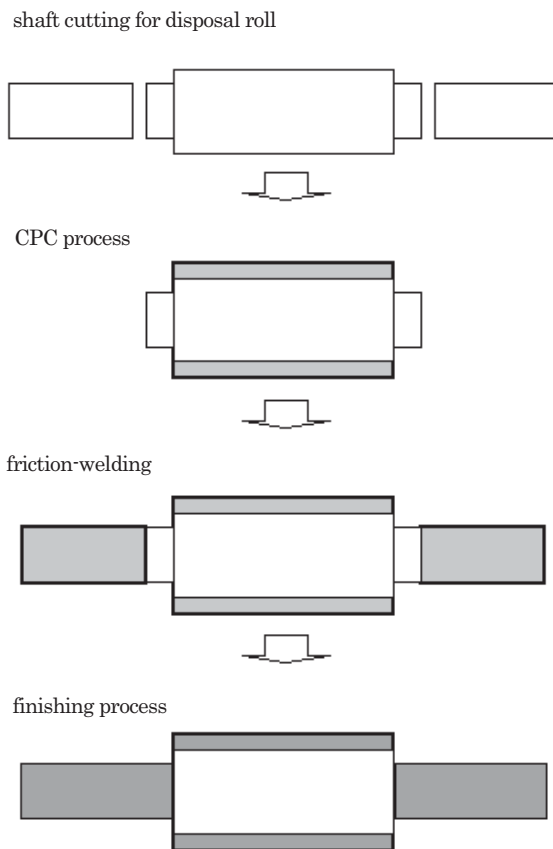 shaft cutting for disposal roll
CPC process
friction-welding
finishing process